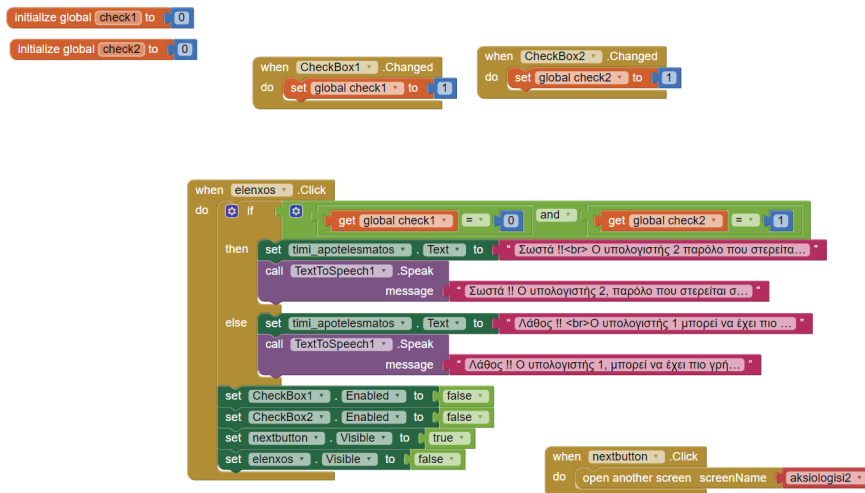 initialize global check1 to 0
initialize global check2 to 0
when CheckBox1 .Changed
do set global check1 to 1
when CheckBox2 .Changed
do set global check2 to 1
when elenxos .Click
do if get global check1 = 0 and get global check2 = 1
then set timi_apotelesmatos . Text to " Σωστά !!<br> Ο υπολογιστής 2 παρόλο που στερείτα… "
call TextToSpeech1 .Speak
message " Σωστά !! Ο υπολογιστής 2, παρόλο που στερείται σ… "
else set timi_apotelesmatos . Text to " Λάθος !! <br>Ο υπολογιστής 1 μπορεί να έχει πιο … "
call TextToSpeech1 .Speak
message " Λάθος !! Ο υπολογιστής 1, μπορεί να έχει πιο γρή… "
set CheckBox1 . Enabled to false
set CheckBox2 . Enabled to false
set nextbutton . Visible to true
set elenxos . Visible to false
when nextbutton .Click
do open another screen screenName aksiologisi2